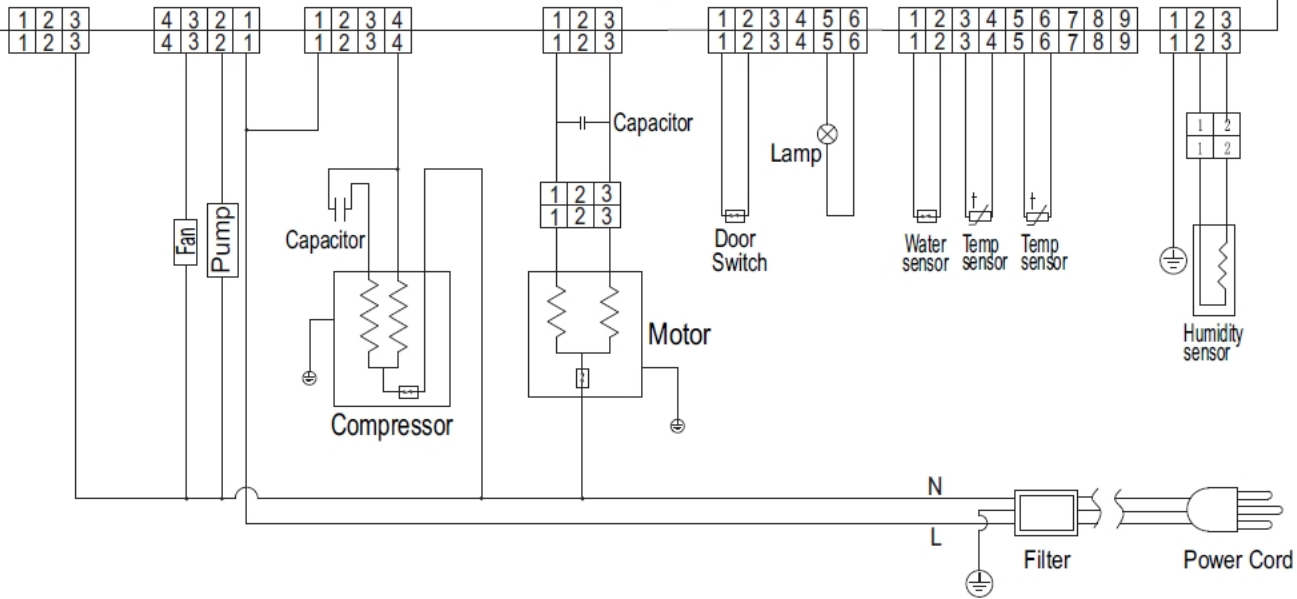 1 2 3 4 3 2 1 1 2 3 4 1 2 3 1 2 3 4 5 6 1 2 3 4 5 6 7 8 9 1 2 3
1 2 3 4 3 2 1 1 2 3 4 1 2 3 1 2 3 4 5 6 1 2 3 4 5 6 7 8 9 1 2 3
Capacitor
1 2
1 2
Lamp
t t
1 2 3
1 2 3
Fan
Pump
Capacitor
Door
Switch
Water
sensor
Temp
sensor
Temp
sensor
Motor
Humidity
sensor
Compressor
N
L
Filter
Power Cord